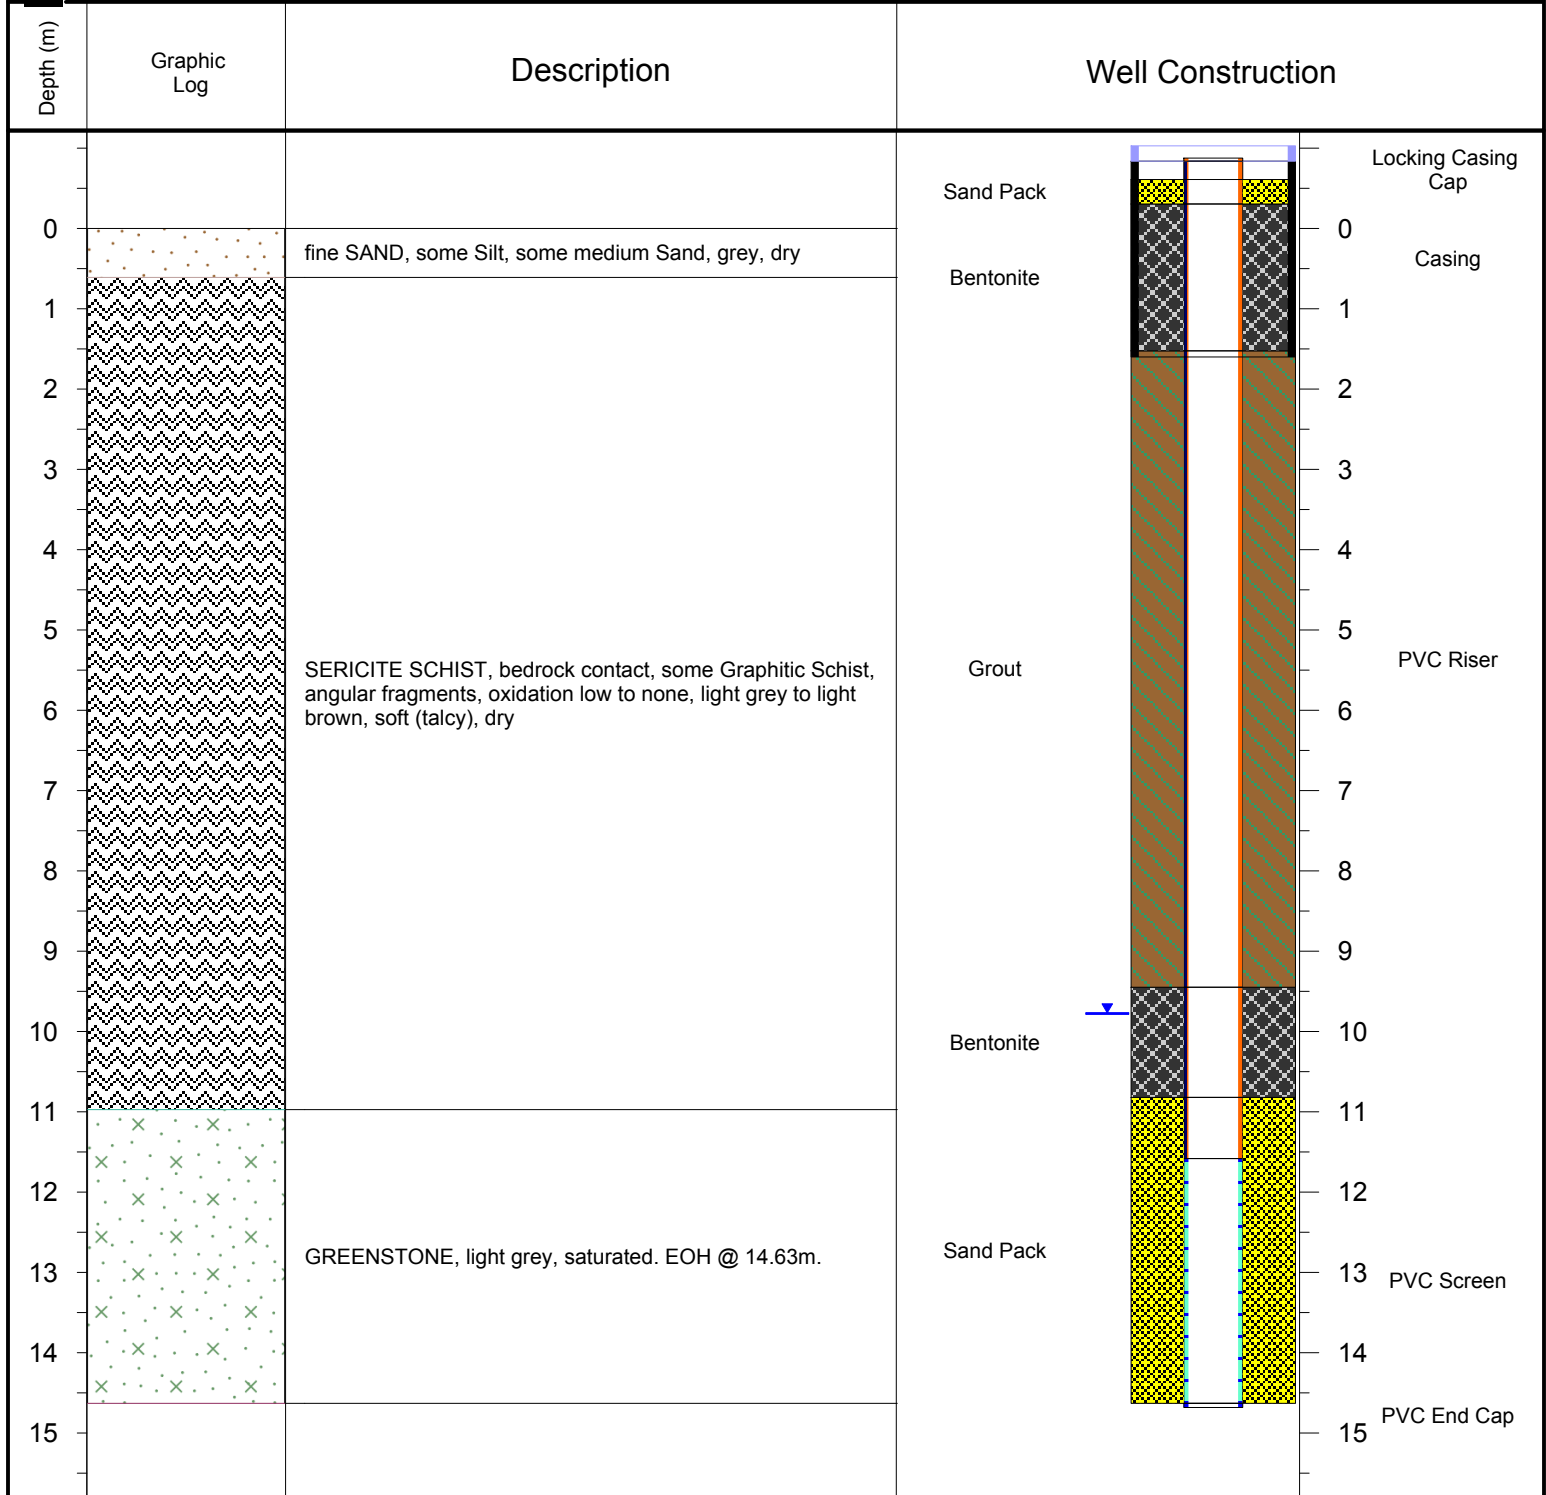 Depth (m)
Graphic
Log
Description
Well Construction
Locking Casing
Cap
Sand Pack
0
fine SAND, some Silt, some medium Sand, grey, dry
0
Casing
Bentonite
1
1
2
2
3
3
4
4
5
5
SERICITE SCHIST, bedrock contact, some Graphitic Schist,
angular fragments, oxidation low to none, light grey to light
brown, soft (talcy), dry
Grout
PVC Riser
6
6
7
7
8
8
9
9
10
10
Bentonite
11
11
12
12
GREENSTONE, light grey, saturated. EOH @ 14.63m.
Sand Pack
13
13
PVC Screen
14
14
PVC End Cap
15
15